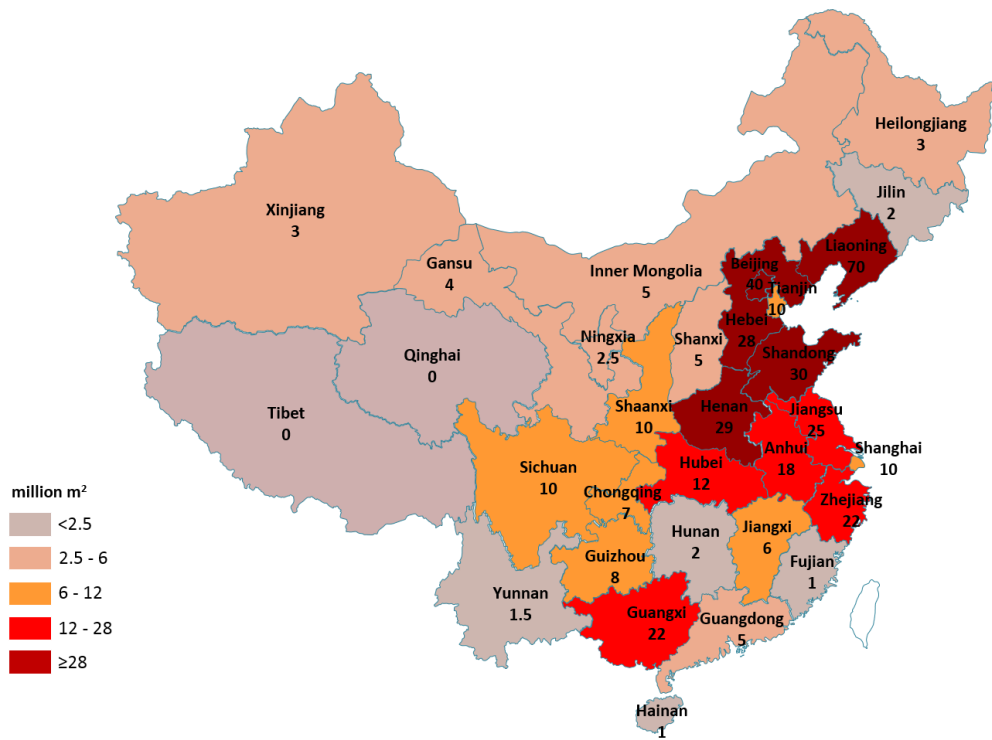 Heilongjiang
3
Jilin
2
Xinjiang
3
Liaoning
70
Gansu
4
Inner Mongolia
5
Beijing
40
Tianjin
10
Hebei
28
Ningxia
2.5
Shanxi
5
Qinghai
0
Shandong
30
Tibet
0
Shaanxi
10
Henan
29
Jiangsu
25
Anhui
18
Shanghai
10
Sichuan
10
Hubei
12
Chongqing
7
Zhejiang
22
Hunan
2
Jiangxi
6
Guizhou
8
Fujian
1
Yunnan
1.5
Guangxi
22
Guangdong
5
Hainan
1
million m²
<2.5
2.5 - 6
6 - 12
12 - 28
≥28